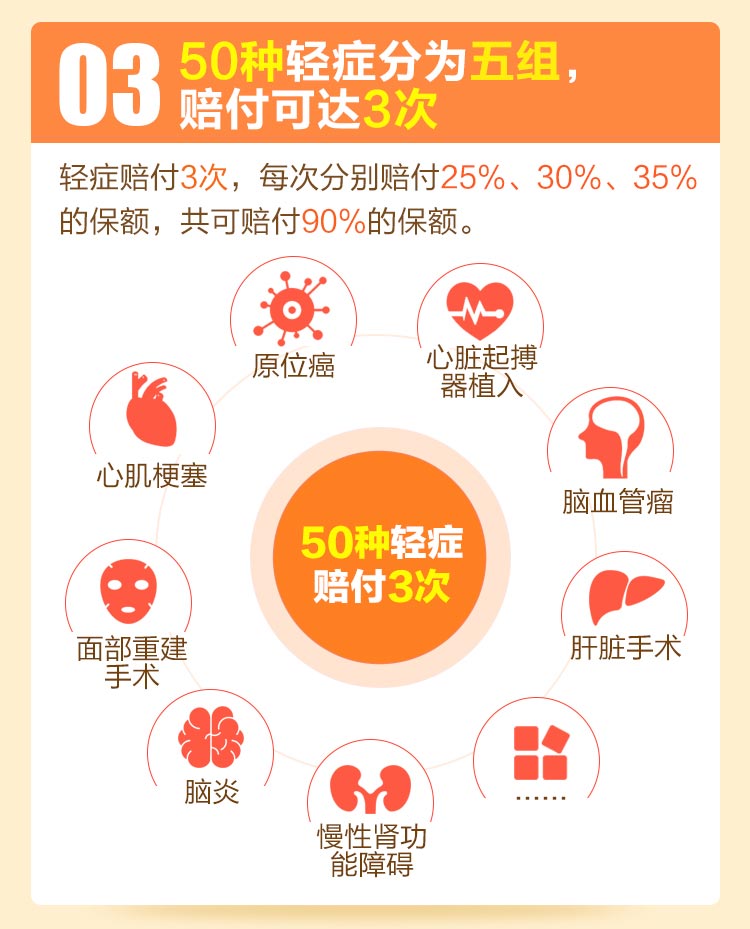 03
50种轻症分为五组，
赔付可达3次
轻症赔付3次，每次分别赔付25%、30%、35%
的保额，共可赔付90%的保额。
原位癌
心脏起搏
器植入
心肌梗塞
脑血管瘤
50种轻症
赔付3次
面部重建
手术
肝脏手术
脑炎
......
慢性肾功
能障碍